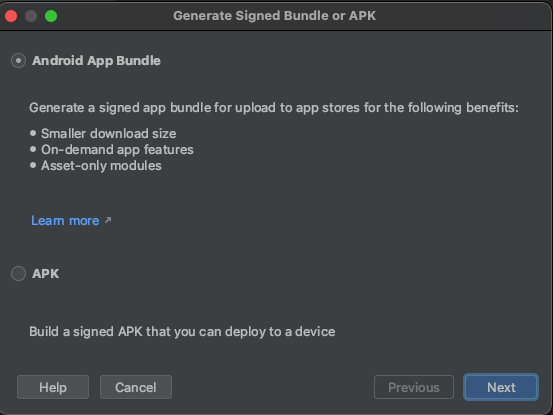 Generate Signed Bundle or APK
Android App Bundle
Generate a signed app bundle for upload to app stores for the following benefits:
• Smaller download size
• On-demand app features
• Asset-only modules
Learn more ↗
APK
Build a signed APK that you can deploy to a device
Help Cancel Previous Next